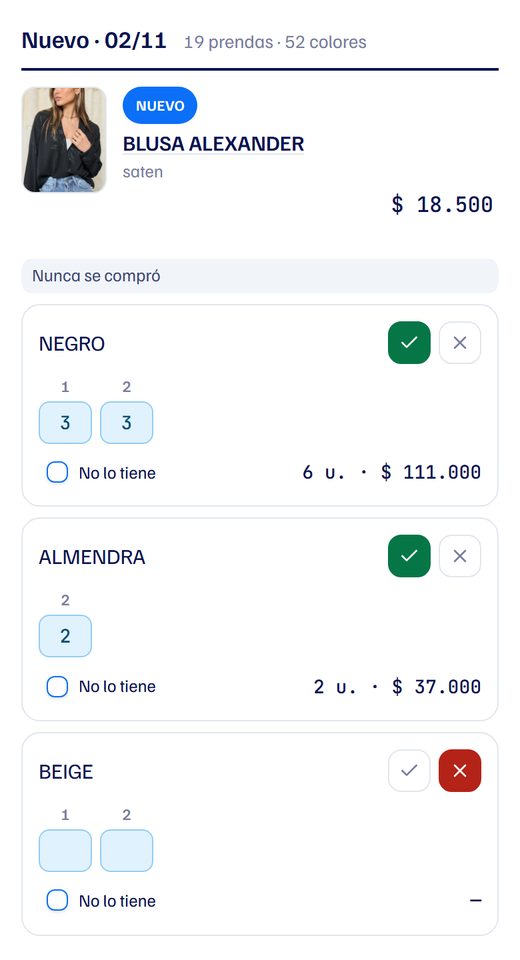 Nuevo · 02/11 19 prendas · 52 colores
NUEVO
BLUSA ALEXANDER
saten
$ 18.500
Nunca se compró
NEGRO
1 2
3 3
No lo tiene 6 u. · $ 111.000
ALMENDRA
2
2
No lo tiene 2 u. · $ 37.000
BEIGE
1 2
No lo tiene –